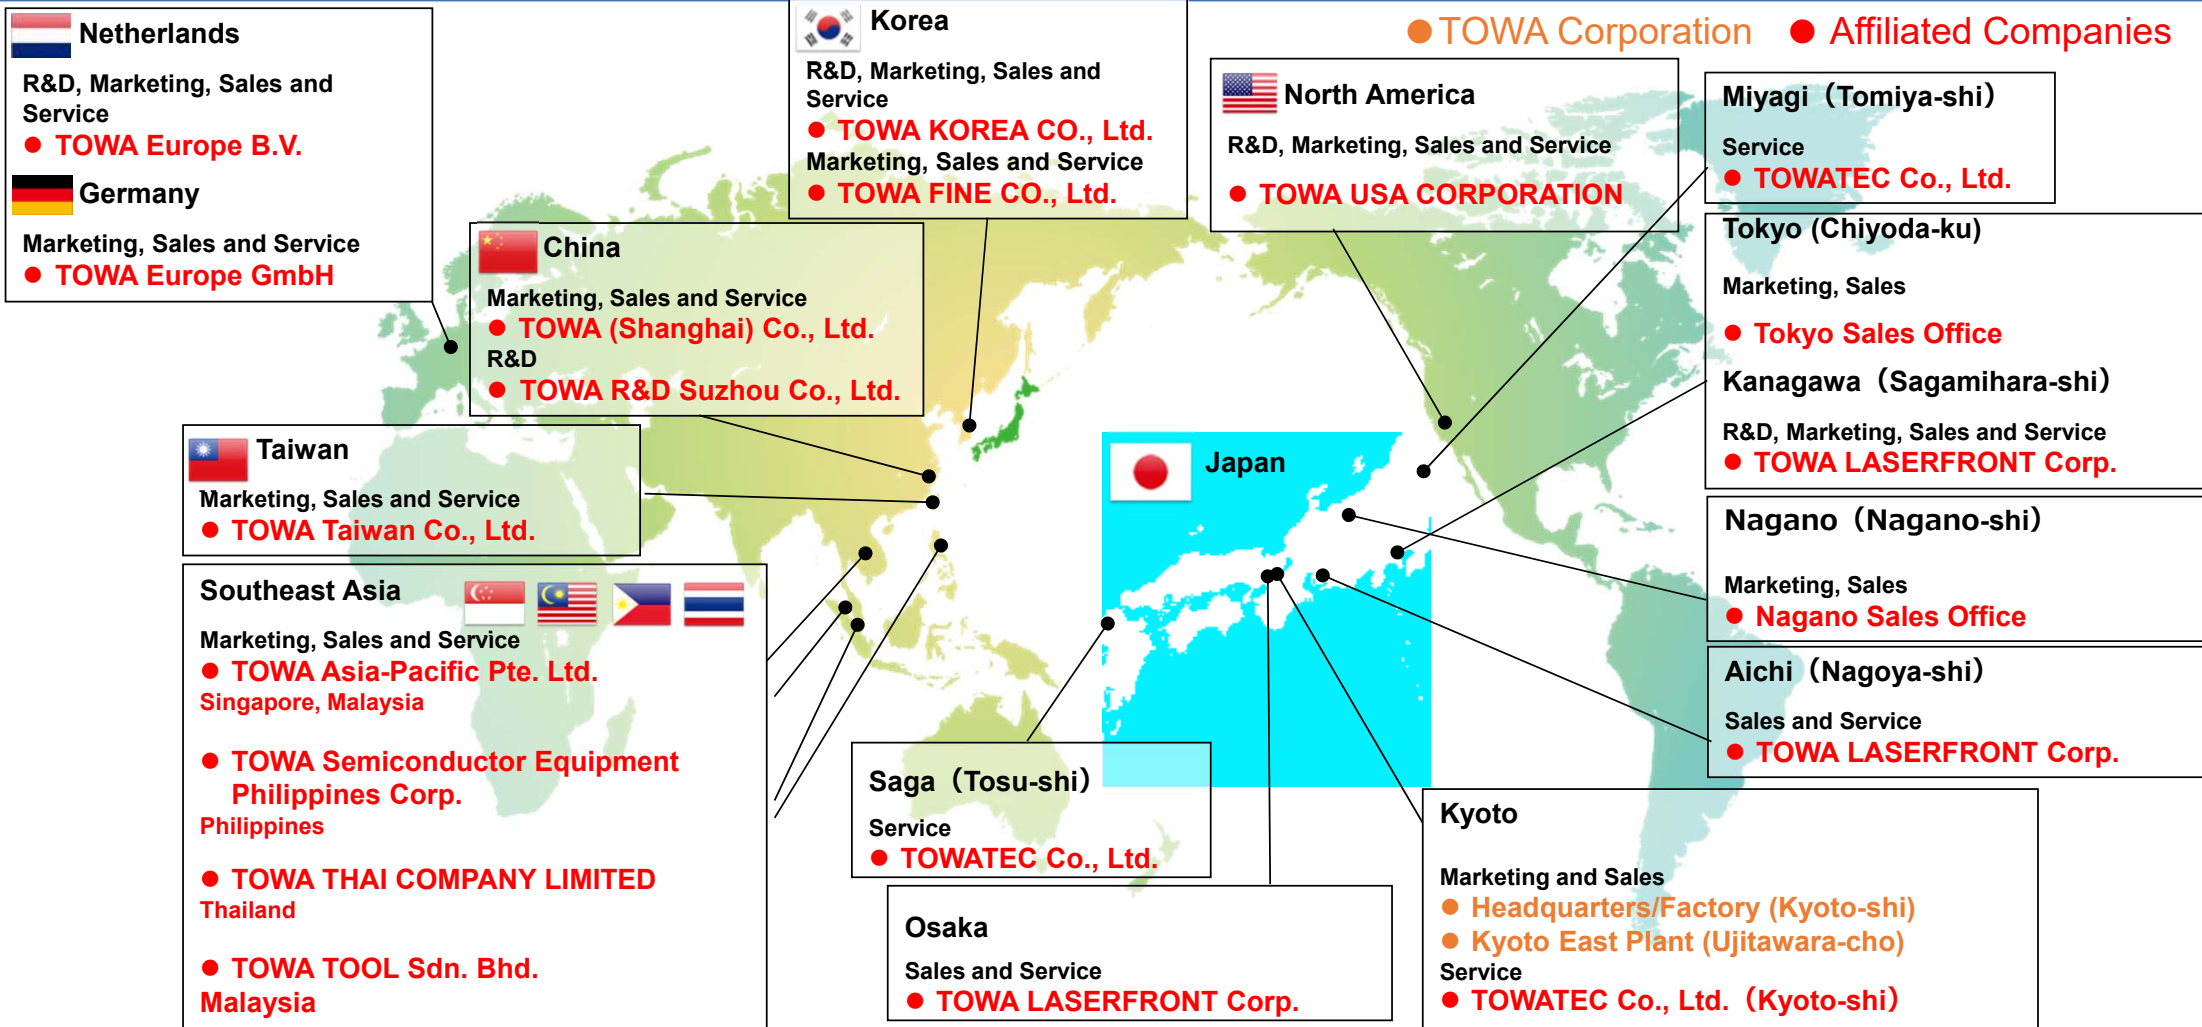 ● TOWA Corporation ● Affiliated Companies
Netherlands
R&D, Marketing, Sales and
Service
● TOWA Europe B.V.
Germany
Marketing, Sales and Service
● TOWA Europe GmbH
Korea
R&D, Marketing, Sales and
Service
● TOWA KOREA CO., Ltd.
Marketing, Sales and Service
● TOWA FINE CO., Ltd.
North America
R&D, Marketing, Sales and Service
● TOWA USA CORPORATION
China
Marketing, Sales and Service
● TOWA (Shanghai) Co., Ltd.
R&D
● TOWA R&D Suzhou Co., Ltd.
Taiwan
Marketing, Sales and Service
● TOWA Taiwan Co., Ltd.
Southeast Asia
Marketing, Sales and Service
● TOWA Asia-Pacific Pte. Ltd.
Singapore, Malaysia
● TOWA Semiconductor Equipment
Philippines Corp.
Philippines
● TOWA THAI COMPANY LIMITED
Thailand
● TOWA TOOL Sdn. Bhd.
Malaysia
Japan
Miyagi（Tomiya-shi）
Service
● TOWATEC Co., Ltd.
Tokyo (Chiyoda-ku)
Marketing, Sales
● Tokyo Sales Office
Kanagawa（Sagamihara-shi）
R&D, Marketing, Sales and Service
● TOWA LASERFRONT Corp.
Nagano（Nagano-shi）
Marketing, Sales
● Nagano Sales Office
Aichi（Nagoya-shi）
Sales and Service
● TOWA LASERFRONT Corp.
Saga（Tosu-shi）
Service
● TOWATEC Co., Ltd.
Osaka
Sales and Service
● TOWA LASERFRONT Corp.
Kyoto
Marketing and Sales
● Headquarters/Factory (Kyoto-shi)
● Kyoto East Plant (Ujitawara-cho)
Service
● TOWATEC Co., Ltd.（Kyoto-shi）